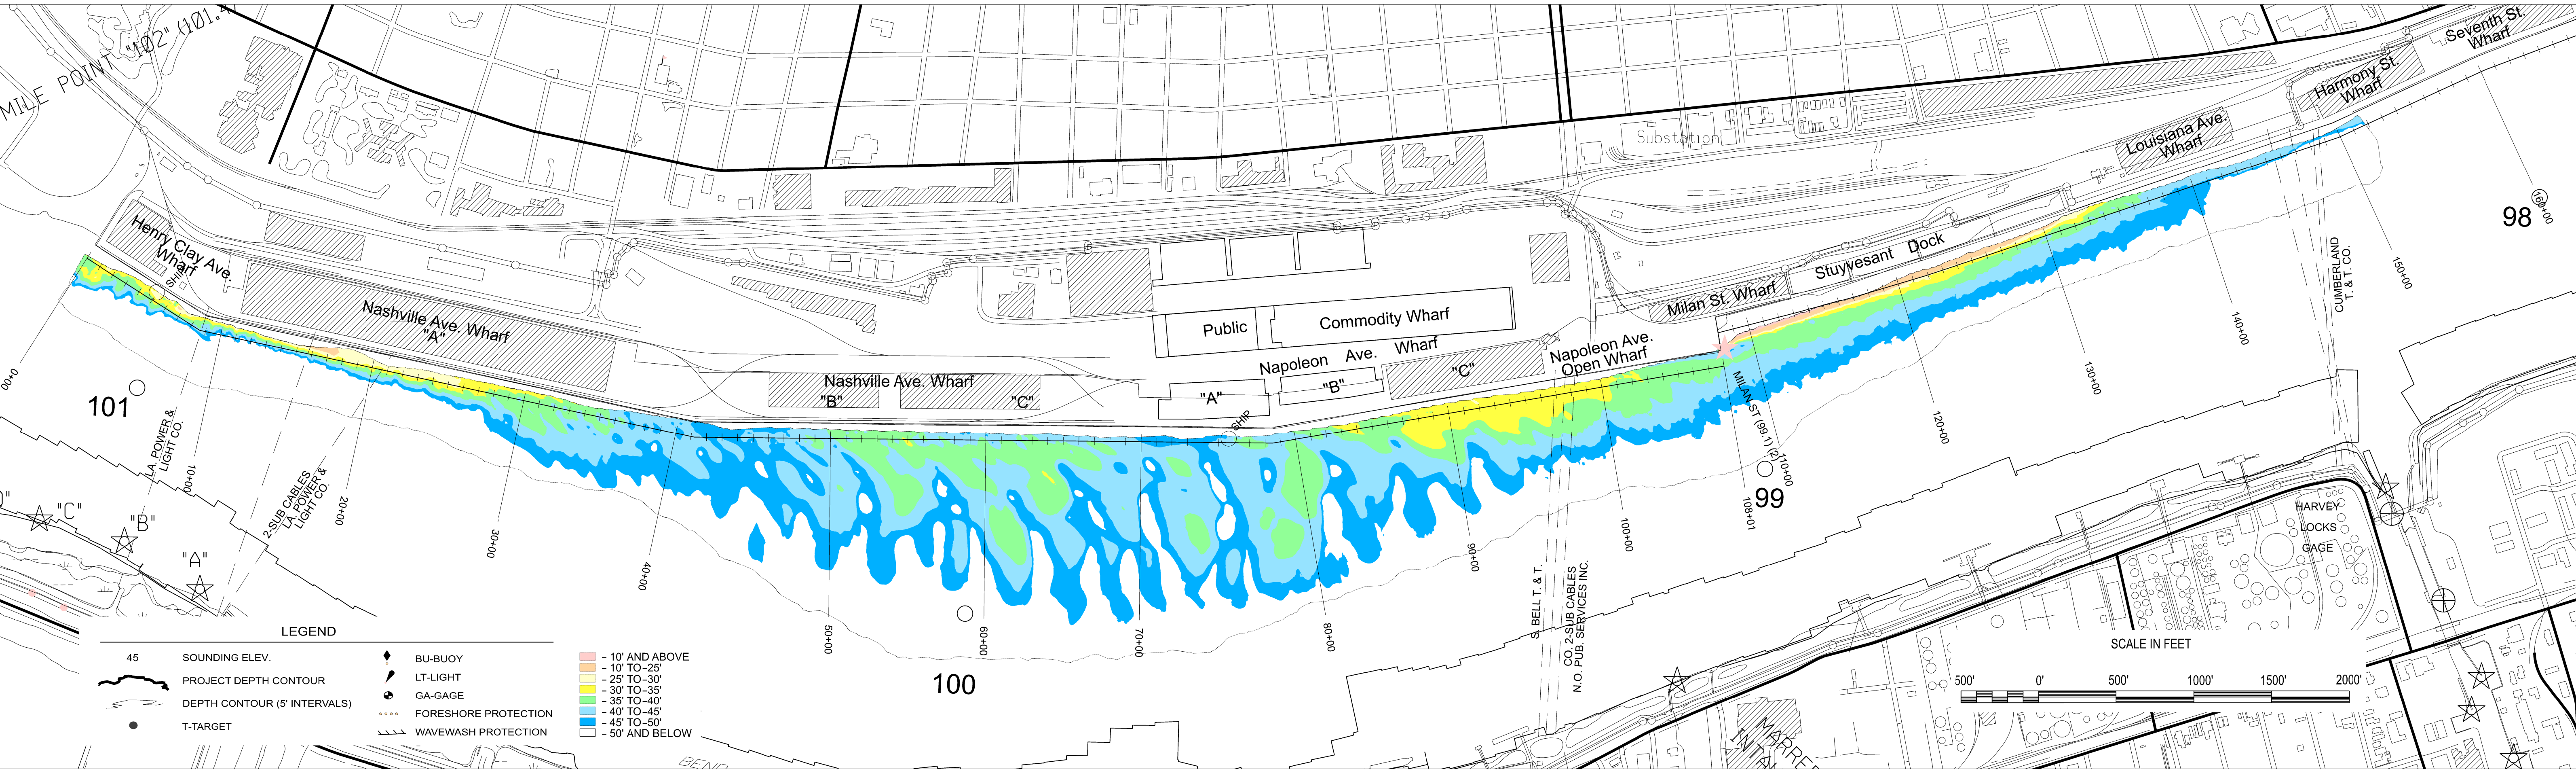 MILE POINT "102" (101.4
Seventh St.
Wharf
Harmony St.
Wharf
Louisiana Ave.
Wharf
Substation
Henry Clay Ave.
Wharf
SHIP
Nashville Ave. Wharf
"A"
Nashville Ave. Wharf
"B"
"C"
Public
Commodity Wharf
Napoleon Ave. Wharf
"A"
"B"
"C"
Napoleon Ave.
Open Wharf
Milan St. Wharf
Stuyvesant Dock
SHIP
MILAN ST (99.1) (2)
98
99
100
101
0+00
10+00
20+00
30+00
40+00
50+00
60+00
70+00
80+00
90+00
100+00
108+01
110+00
120+00
130+00
140+00
150+00
160+00
LA. POWER &
LIGHT CO.
2-SUB CABLES
LA. POWER &
LIGHT CO.
S. BELL T. & T.
CO. 2-SUB CABLES
N.O. PUB. SERVICES INC.
CUMBERLAND
T. & T. CO.
HARVEY
LOCKS
GAGE
"C"
"B"
"A"
LEGEND
45 SOUNDING ELEV.
PROJECT DEPTH CONTOUR
DEPTH CONTOUR (5' INTERVALS)
T-TARGET
BU-BUOY
LT-LIGHT
GA-GAGE
FORESHORE PROTECTION
WAVEWASH PROTECTION
- 10' AND ABOVE
- 10' TO-25'
- 25' TO-30'
- 30' TO-35'
- 35' TO-40'
- 40' TO-45'
- 45' TO-50'
- 50' AND BELOW
SCALE IN FEET
500' 0' 500' 1000' 1500' 2000'